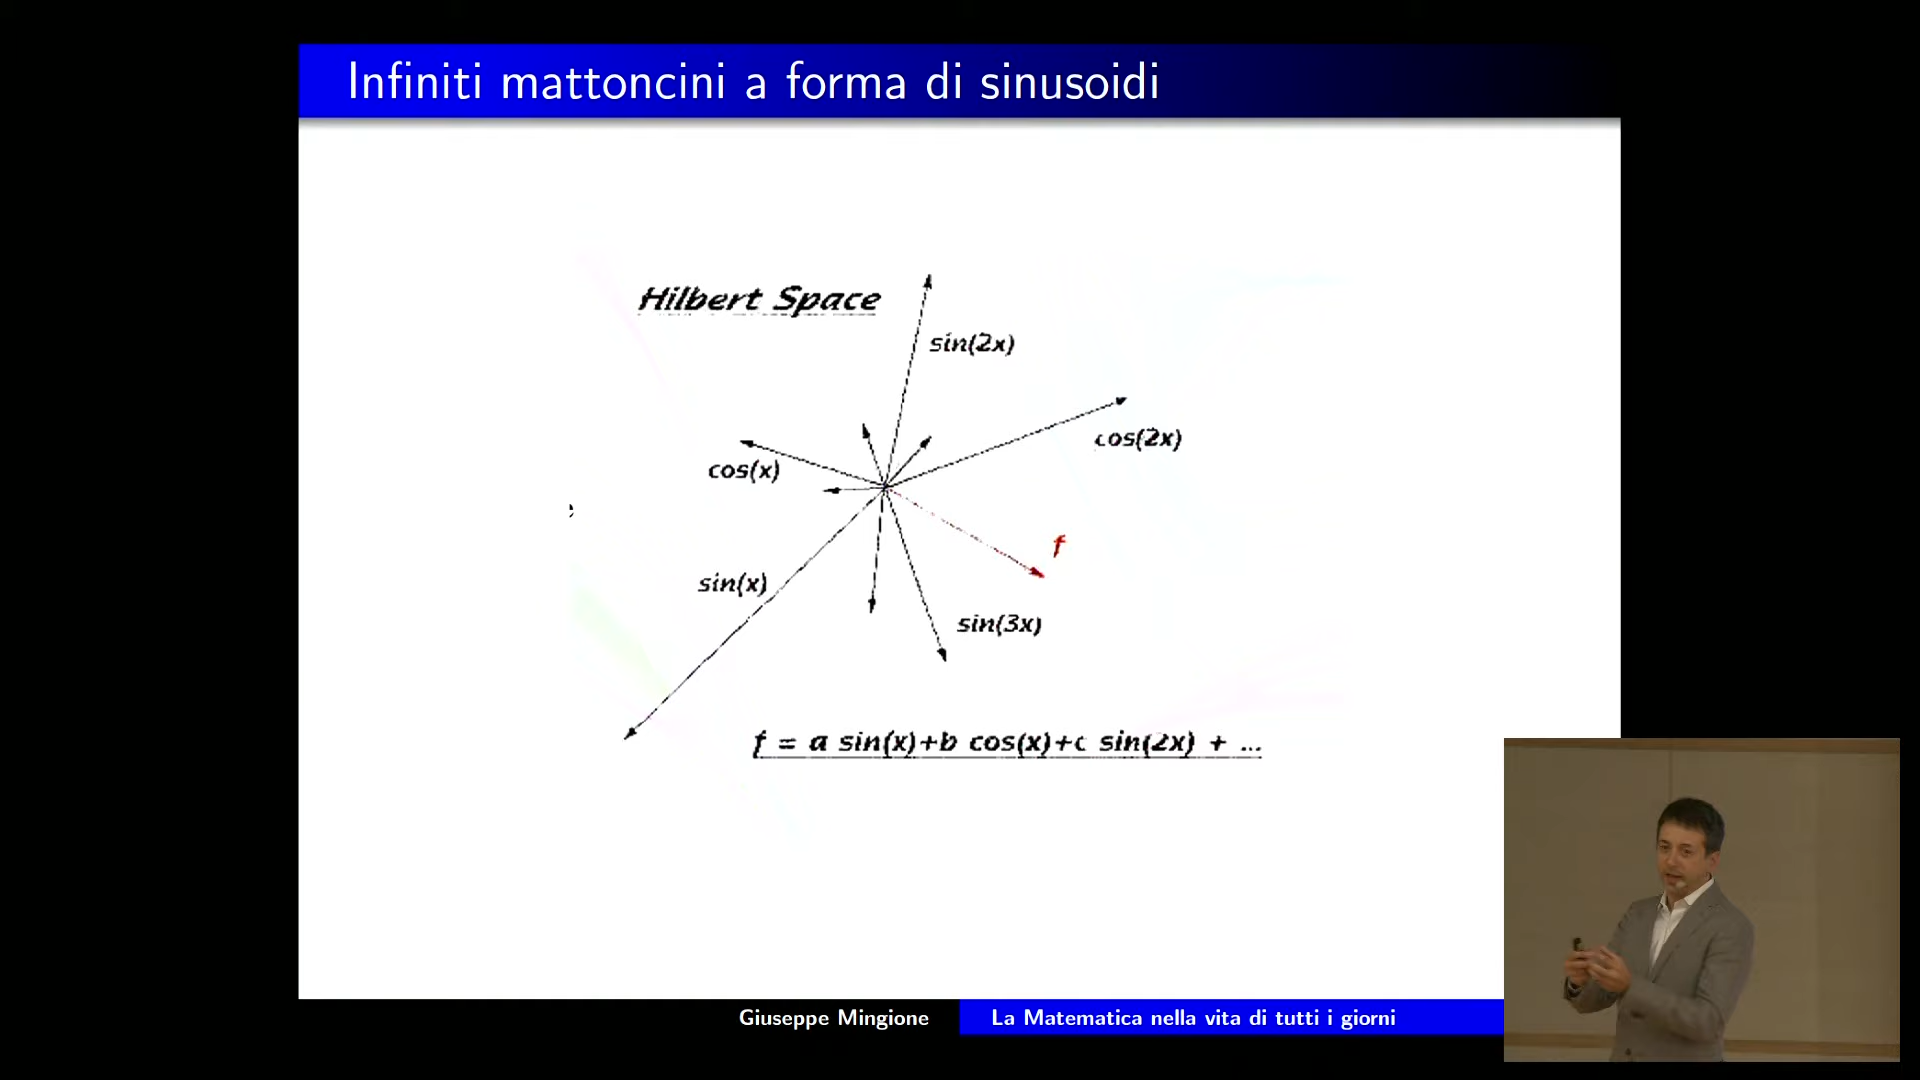 Infiniti mattoncini a forma di sinusoidi
Hilbert Space
sin(2x)
cos(2x)
cos(x)
f
sin(x)
sin(3x)
f = a sin(x)+b cos(x)+c sin(2x) + ...
Giuseppe Mingione
La Matematica nella vita di tutti i giorni